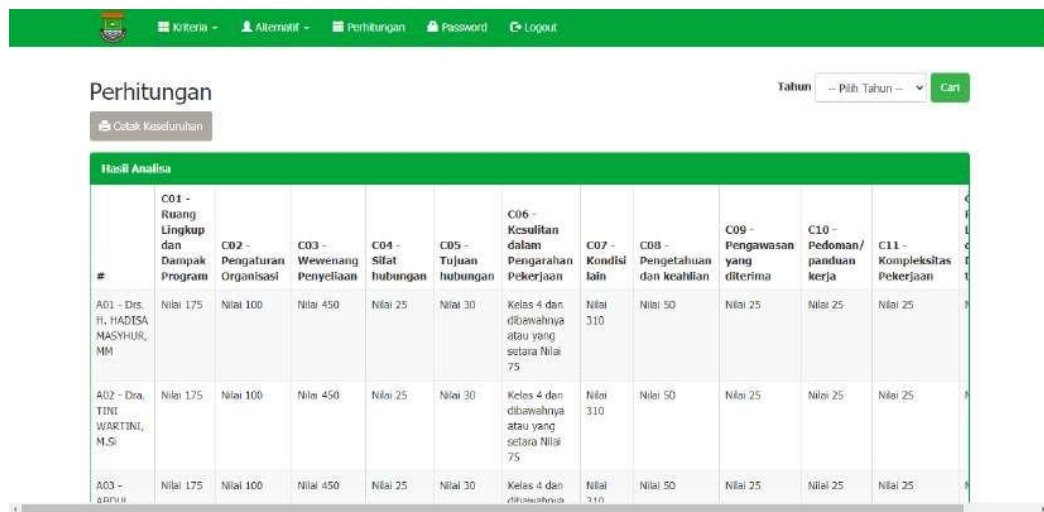 Kriteria Alternatif Perhitungan Password Logout
Perhitungan
Tahun -- Pilih Tahun -- Cari
Cetak Keseluruhan
Hasil Analisa
#
C01 -
Ruang
Lingkup
dan
Dampak
Program
C02 -
Pengaturan
Organisasi
C03 -
Wewenang
Penyeliaan
C04 -
Sifat
hubungan
C05 -
Tujuan
hubungan
C06 -
Kesulitan
dalam
Pengarahan
Pekerjaan
C07 -
Kondisi
lain
C08 -
Pengetahuan
dan keahlian
C09 -
Pengawasan
yang
diterima
C10 -
Pedoman/
panduan
kerja
C11 -
Kompleksitas
Pekerjaan
A01 - Drs.
H. HADISA
MASYHUR,
MM
Nilai 175
Nilai 100
Nilai 450
Nilai 25
Nilai 30
Kelas 4 dan
dibawahnya
atau yang
setara Nilai
75
Nilai
310
Nilai 50
Nilai 25
Nilai 25
Nilai 25
A02 - Dra.
TINI
WARTINI,
M.Si
Nilai 175
Nilai 100
Nilai 450
Nilai 25
Nilai 30
Kelas 4 dan
dibawahnya
atau yang
setara Nilai
75
Nilai
310
Nilai 50
Nilai 25
Nilai 25
Nilai 25
A03 -
ABDUL
Nilai 175
Nilai 100
Nilai 450
Nilai 25
Nilai 30
Kelas 4 dan
dibawahnya
Nilai
310
Nilai 50
Nilai 25
Nilai 25
Nilai 25